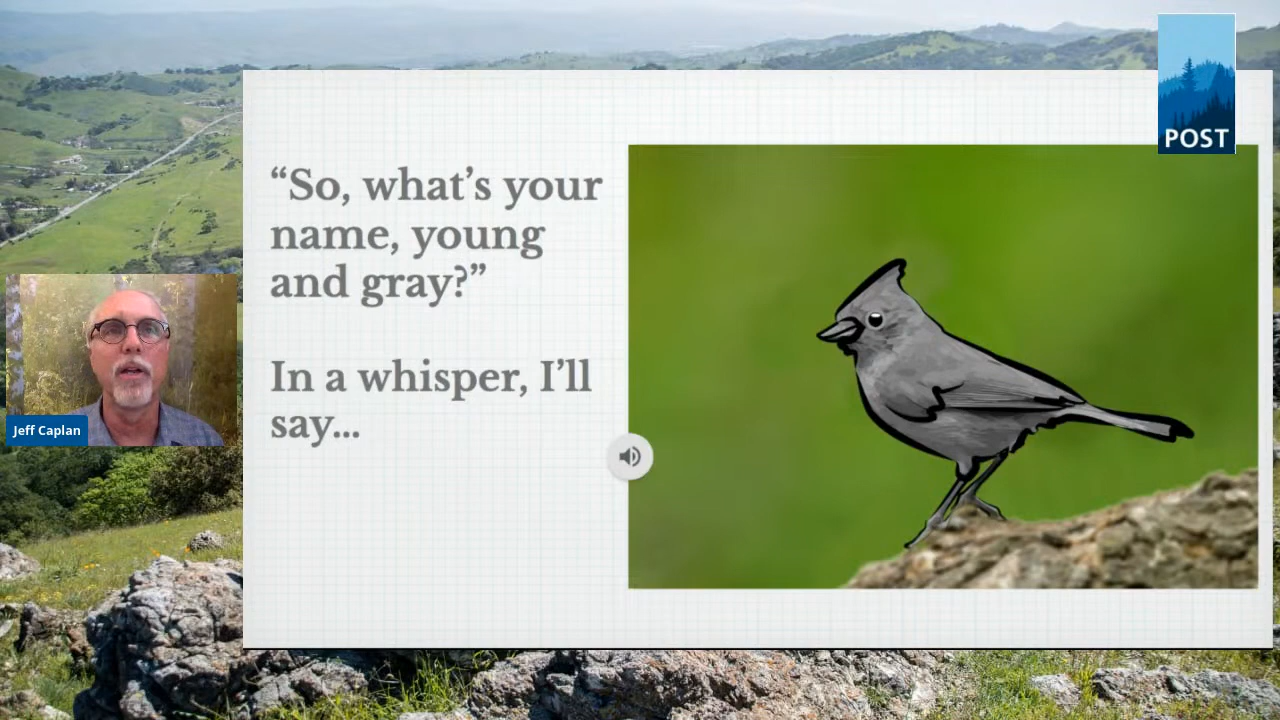 POST
“So, what’s your
name, young
and gray?”
In a whisper, I’ll
say...
Jeff Caplan